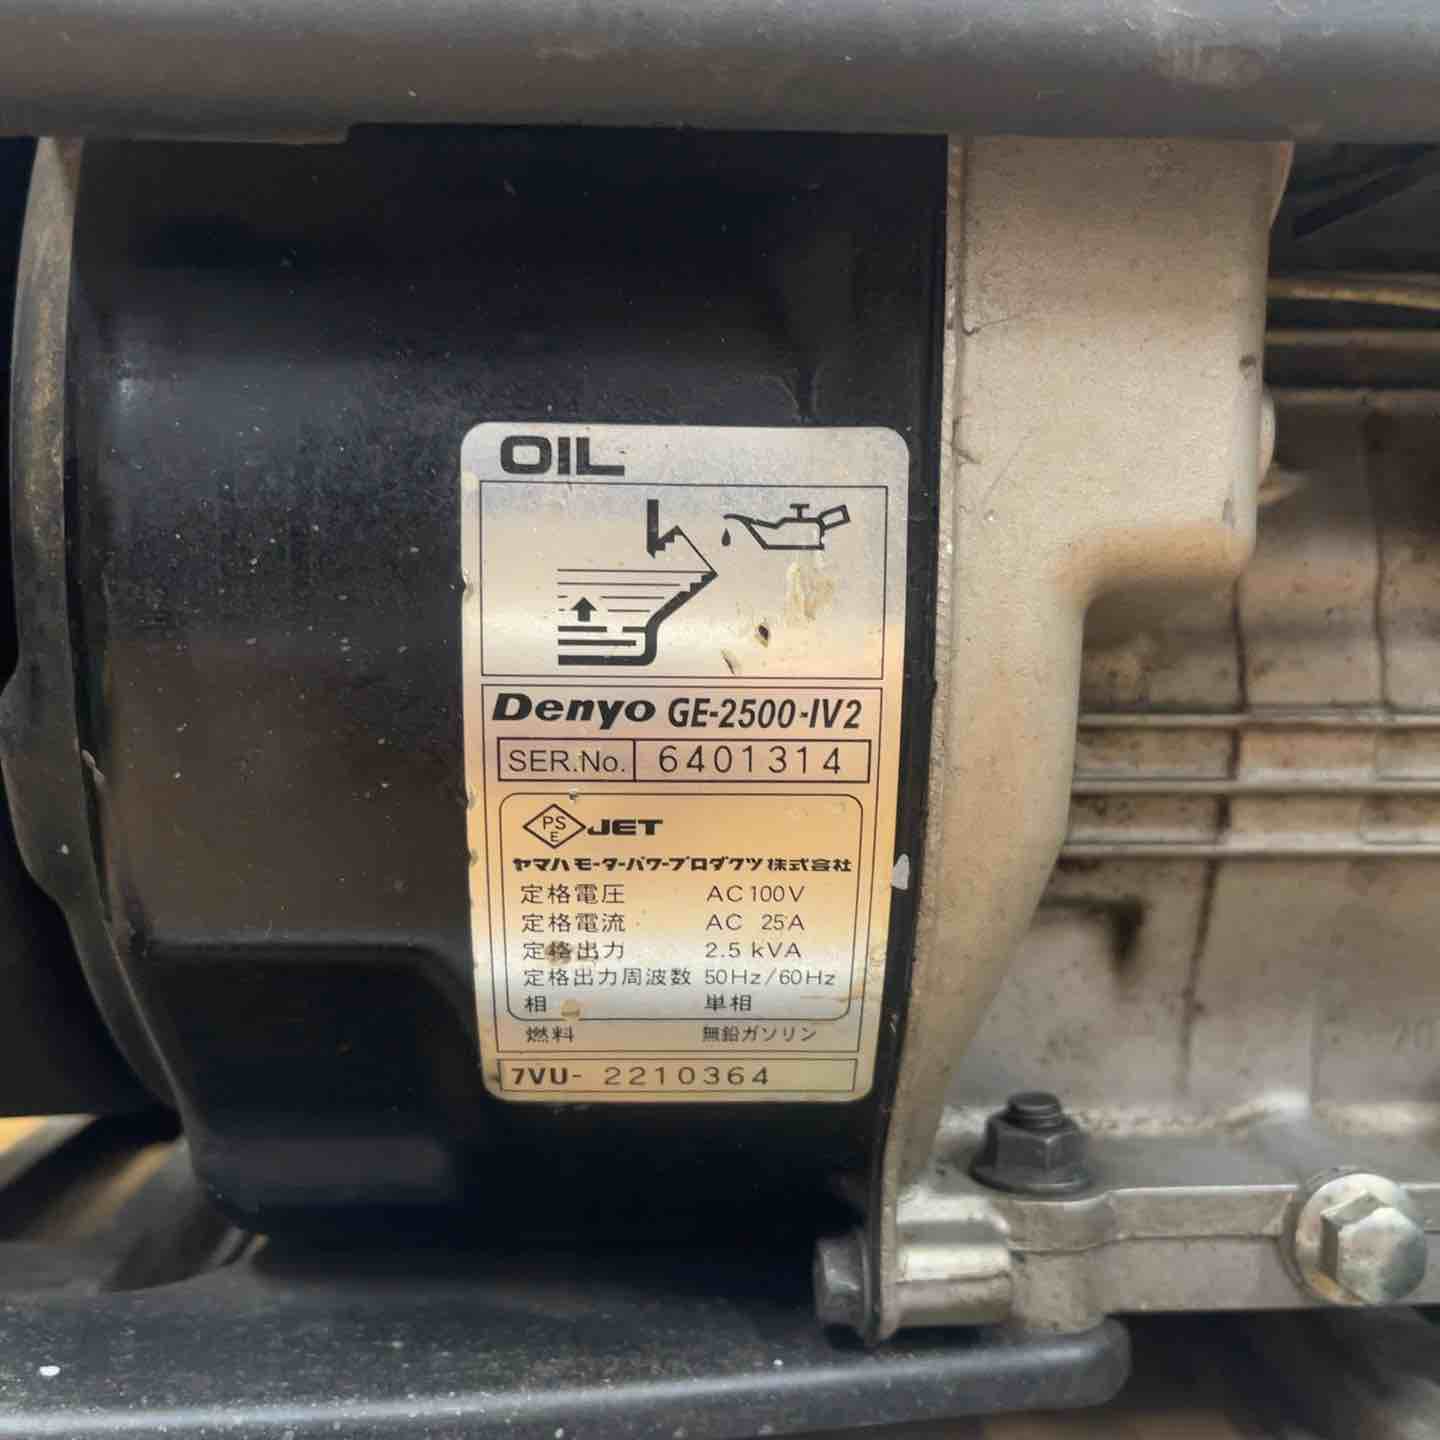 OIL
Denyo GE-2500-IV2
SER.No. 6401314
PS
E
JET
ヤマハモーターパワープロダクツ株式会社
定格電圧 AC 100V
定格電流 AC 25A
定格出力 2.5 kVA
定格出力周波数 50Hz/60Hz
相 単相
燃料 無鉛ガソリン
7VU- 2210364